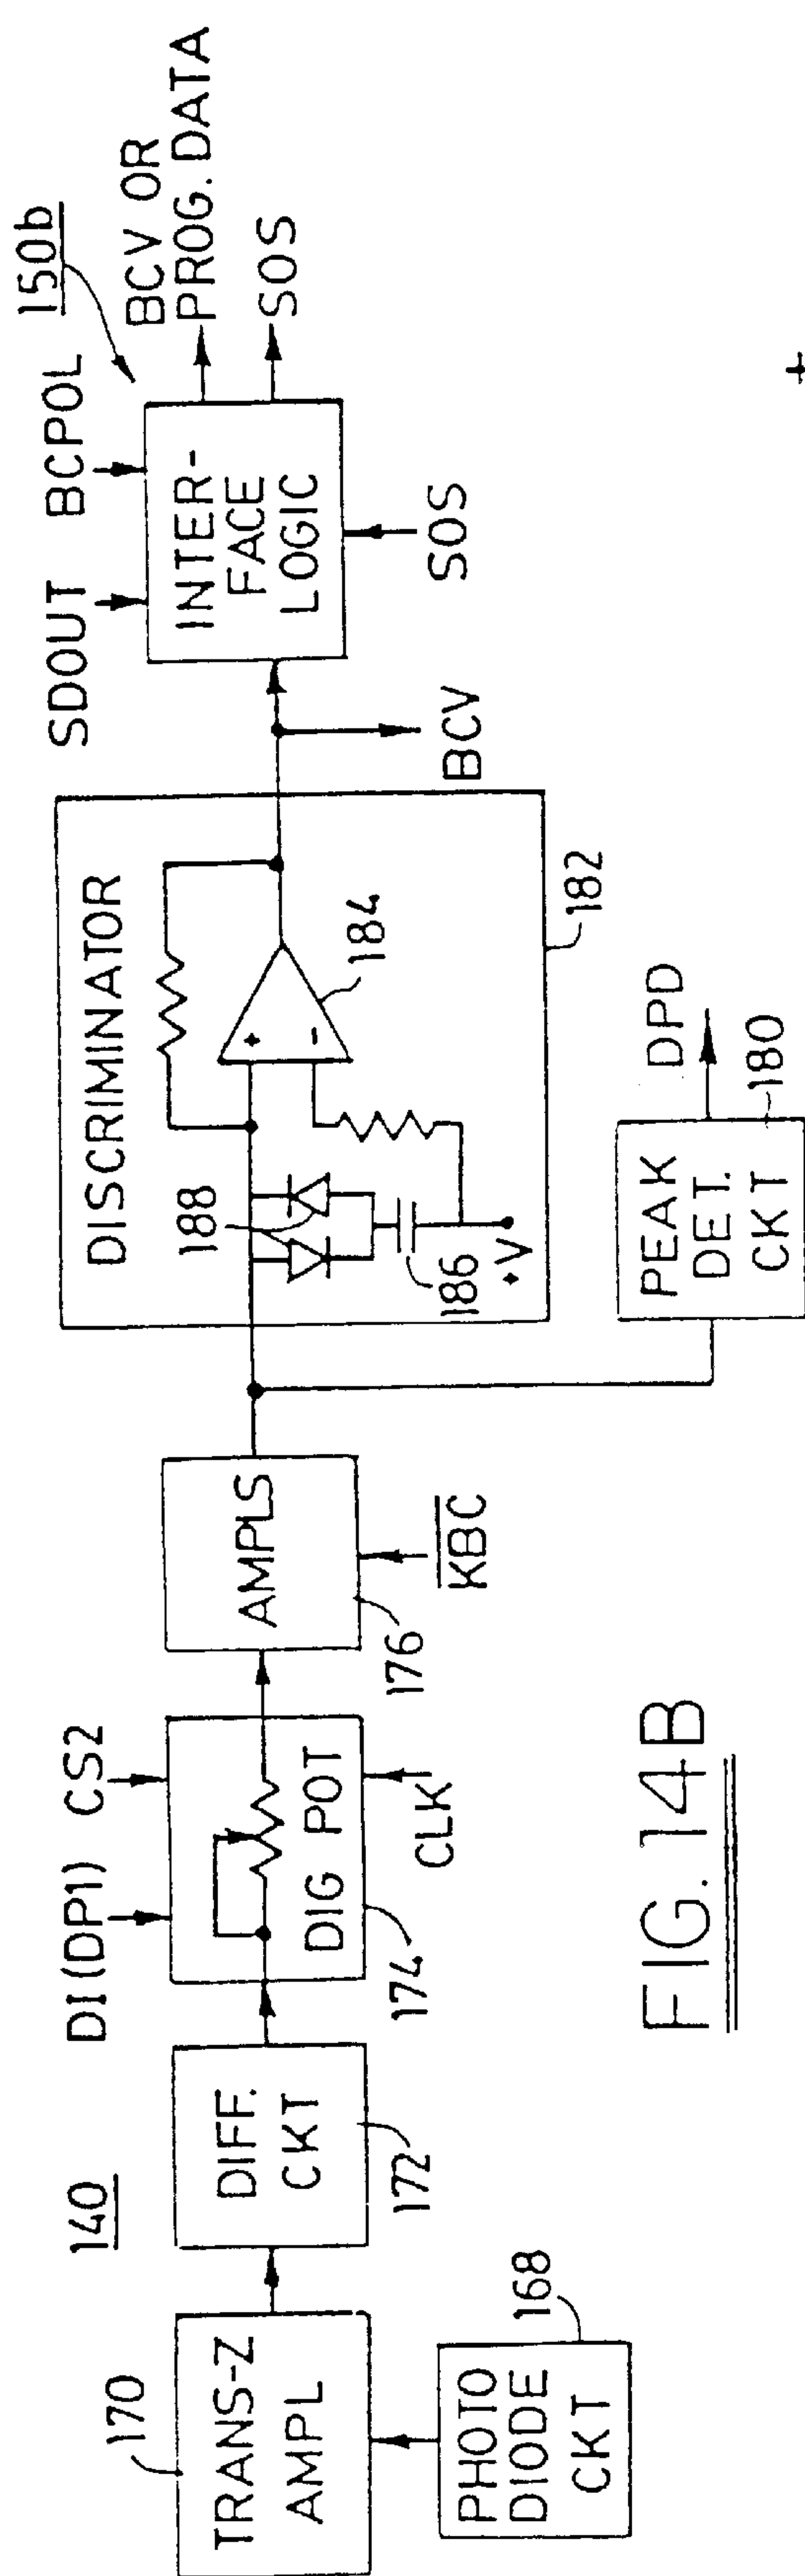 140
170
TRANS-Z
AMPL
PHOTO
DIODE
CKT
168
DIFF.
CKT
172
DI(DP1)
CS2
DIG POT
174
CLK
AMPLS
176
KBC
DISCRIMINATOR
188
186
+V
+
-
184
182
PEAK
DET.
CKT
180
DPD
BCV
SDOUT
BCPOL
150b
INTER-
FACE
LOGIC
SOS
BCV OR
PROG. DATA
SOS
+
FIG. 14B